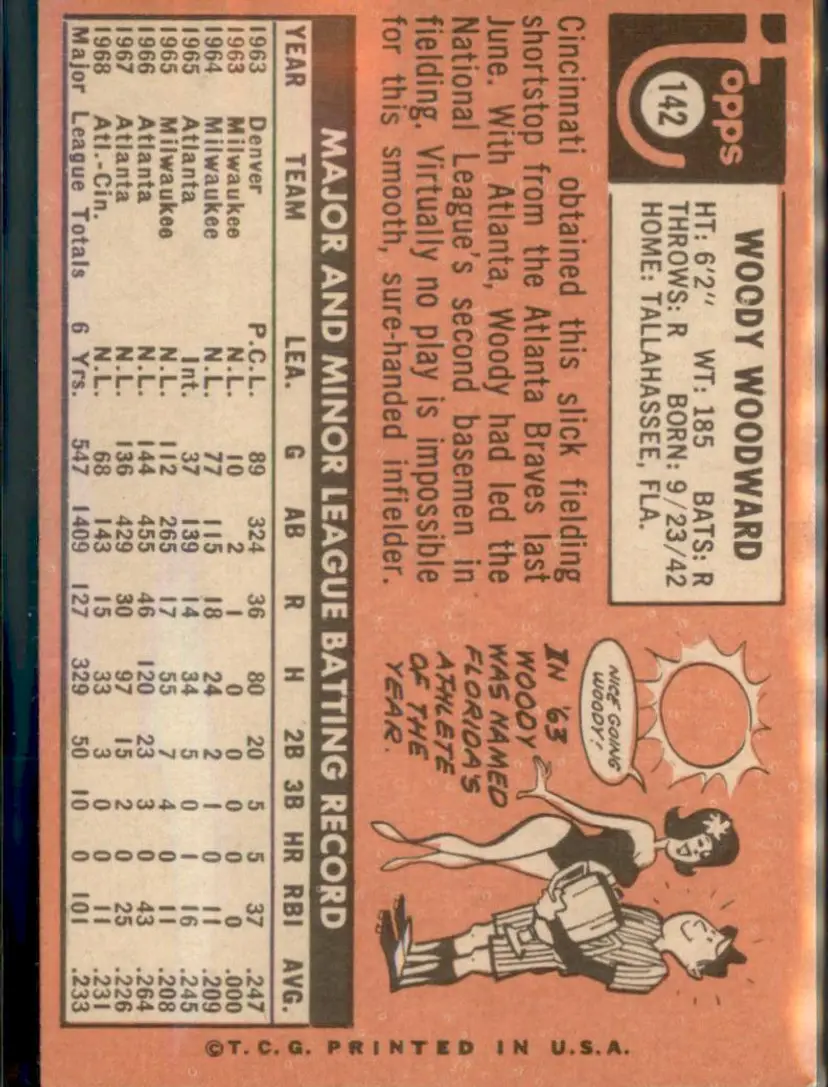 Topps
142
WOODY WOODWARD
HT: 6'2" WT: 185 BATS: R
THROWS: R BORN: 9/23/42
HOME: TALLAHASSEE, FLA.
Cincinnati obtained this slick fielding
shortstop from the Atlanta Braves last
June. With Atlanta, Woody had led the
National League's second basemen in
fielding. Virtually no play is impossible
for this smooth, sure-handed infielder.
NICE GOING
WOODY!
IN '63
WOODY
WAS NAMED
FLORIDA'S
ATHLETE
OF THE
YEAR.
MAJOR AND MINOR LEAGUE BATTING RECORD
YEAR TEAM LEA. G AB R H 2B 3B HR RBI AVG.
1963 Denver P.C.L. 89 324 36 80 20 5 5 37 .247
1963 Milwaukee N.L. 10 2 1 0 0 0 0 0 .000
1964 Milwaukee N.L. 77 115 18 24 2 1 0 11 .209
1965 Atlanta Int. 37 139 14 34 5 0 1 16 .245
1965 Milwaukee N.L. 112 265 17 55 7 4 0 11 .208
1966 Atlanta N.L. 144 455 46 120 23 3 0 43 .264
1967 Atlanta N.L. 136 429 30 97 15 2 0 25 .226
1968 Atl.-Cin. N.L. 68 143 15 33 3 0 0 11 .231
Major League Totals 6 Yrs. 547 1409 127 329 50 10 0 101 .233
©T.C.G. PRINTED IN U.S.A.